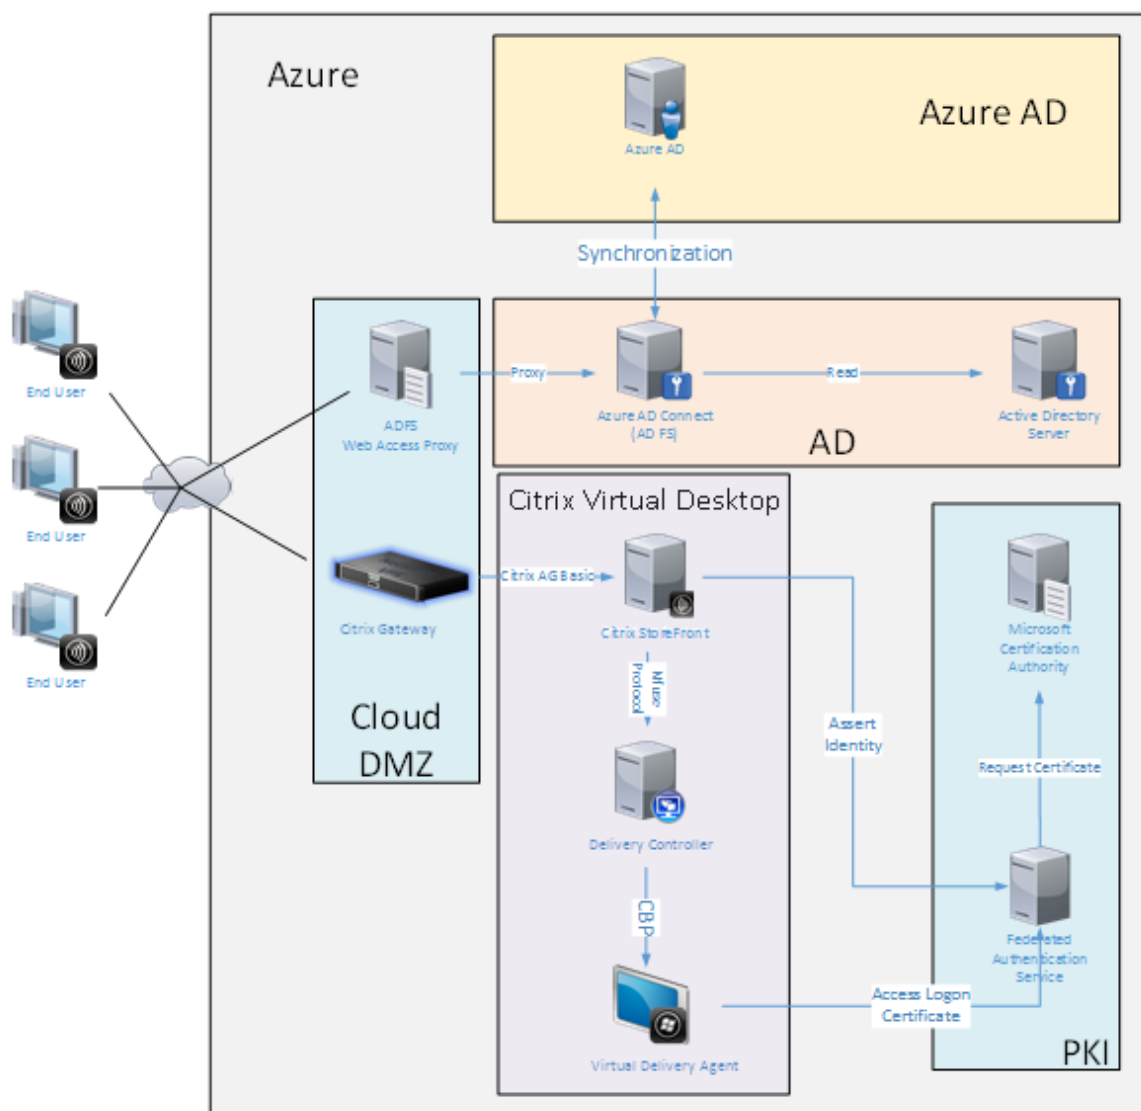 Azure
Azure AD
Azure AD
Synchronization
End User
End User
End User
ADFS
Web Access Proxy
Proxy
Azure AD Connect
(AD FS)
Read
Active Directory
Server
AD
Citrix Gateway
Cloud
DMZ
Citrix AG Basic
Citrix Virtual Desktop
Citrix StoreFront
Nfuse
Protocol
Delivery Controller
CBP
Virtual Delivery Agent
Assert
Identity
Access Logon
Certificate
Microsoft
Certification
Authority
Request Certificate
Federated
Authentication
Service
PKI